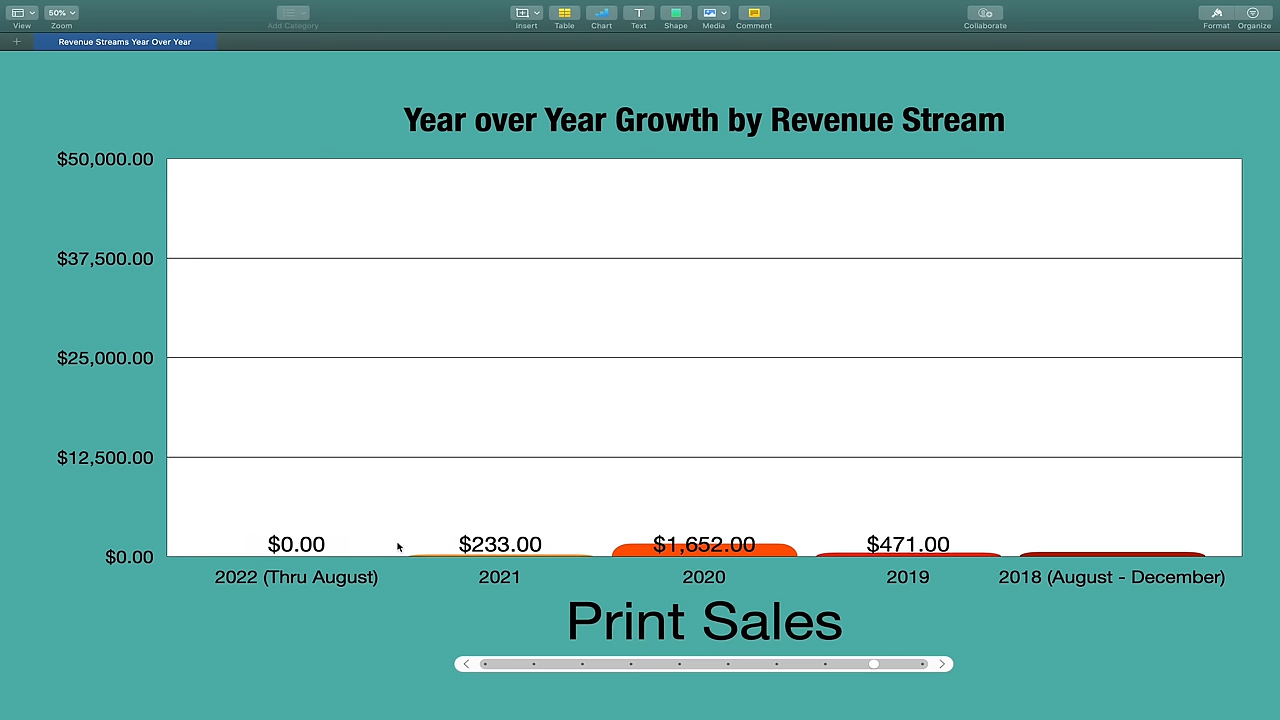 50%
View
Zoom
Add Category
Insert
Table
Chart
T
Text
Shape
Media
Comment
Collaborate
Format
Organize
+
Revenue Streams Year Over Year
Year over Year Growth by Revenue Stream
$50,000.00
$37,500.00
$25,000.00
$12,500.00
$0.00
$0.00
$233.00
$1,652.00
$471.00
2022 (Thru August)
2021
2020
2019
2018 (August - December)
Print Sales